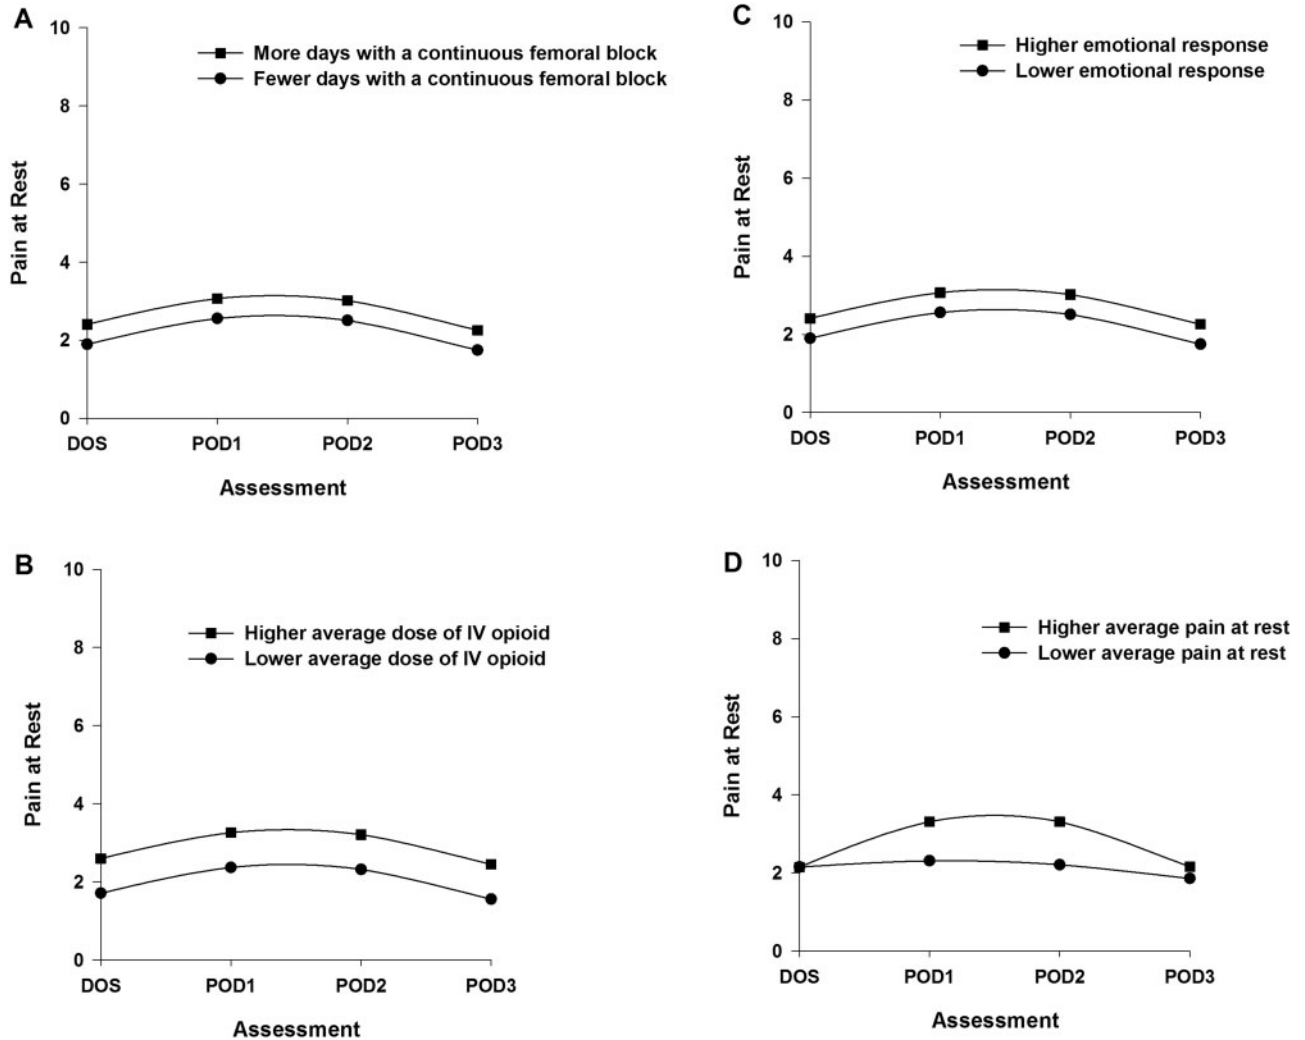 A
10
8
6
4
2
0
Pain at Rest
More days with a continuous femoral block
Fewer days with a continuous femoral block
DOS POD1 POD2 POD3
Assessment
C
10
8
6
4
2
0
Pain at Rest
Higher emotional response
Lower emotional response
DOS POD1 POD2 POD3
Assessment
B
10
8
6
4
2
0
Pain at Rest
Higher average dose of IV opioid
Lower average dose of IV opioid
DOS POD1 POD2 POD3
Assessment
D
10
8
6
4
2
0
Pain at Rest
Higher average pain at rest
Lower average pain at rest
DOS POD1 POD2 POD3
Assessment